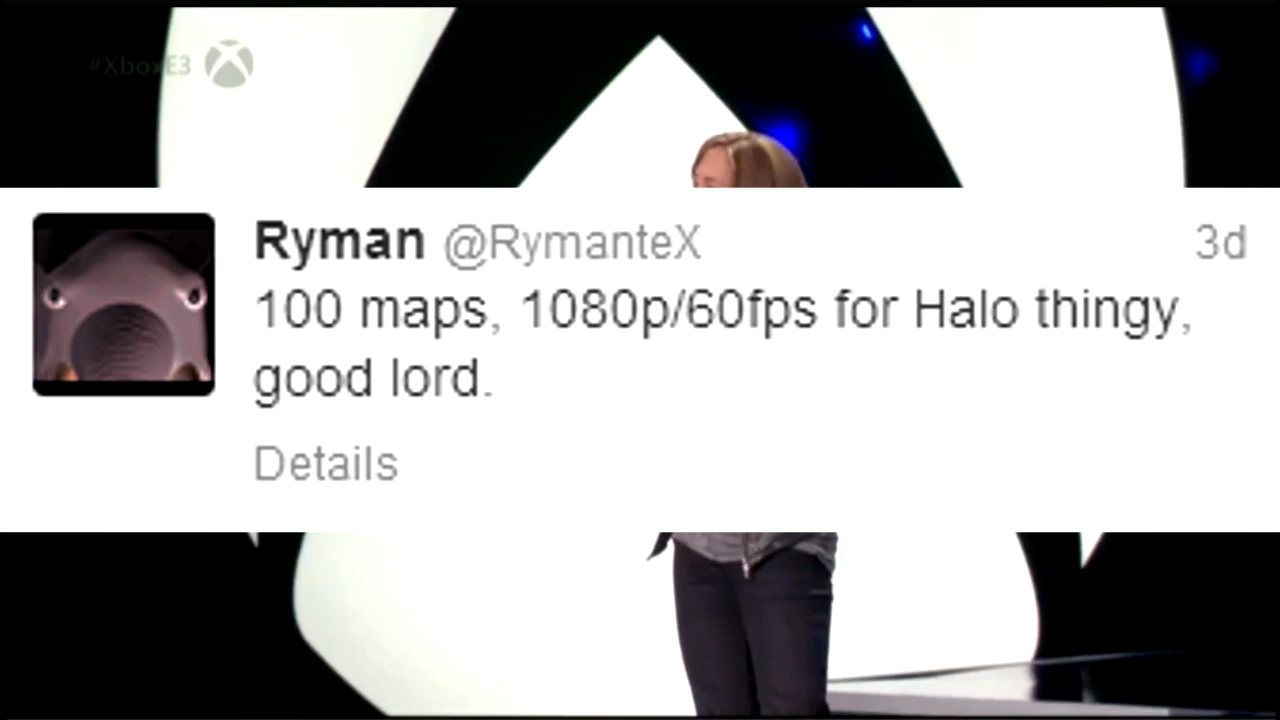 #XboxE3
Ryman @RymanteX 3d
100 maps, 1080p/60fps for Halo thingy,
good lord.
Details